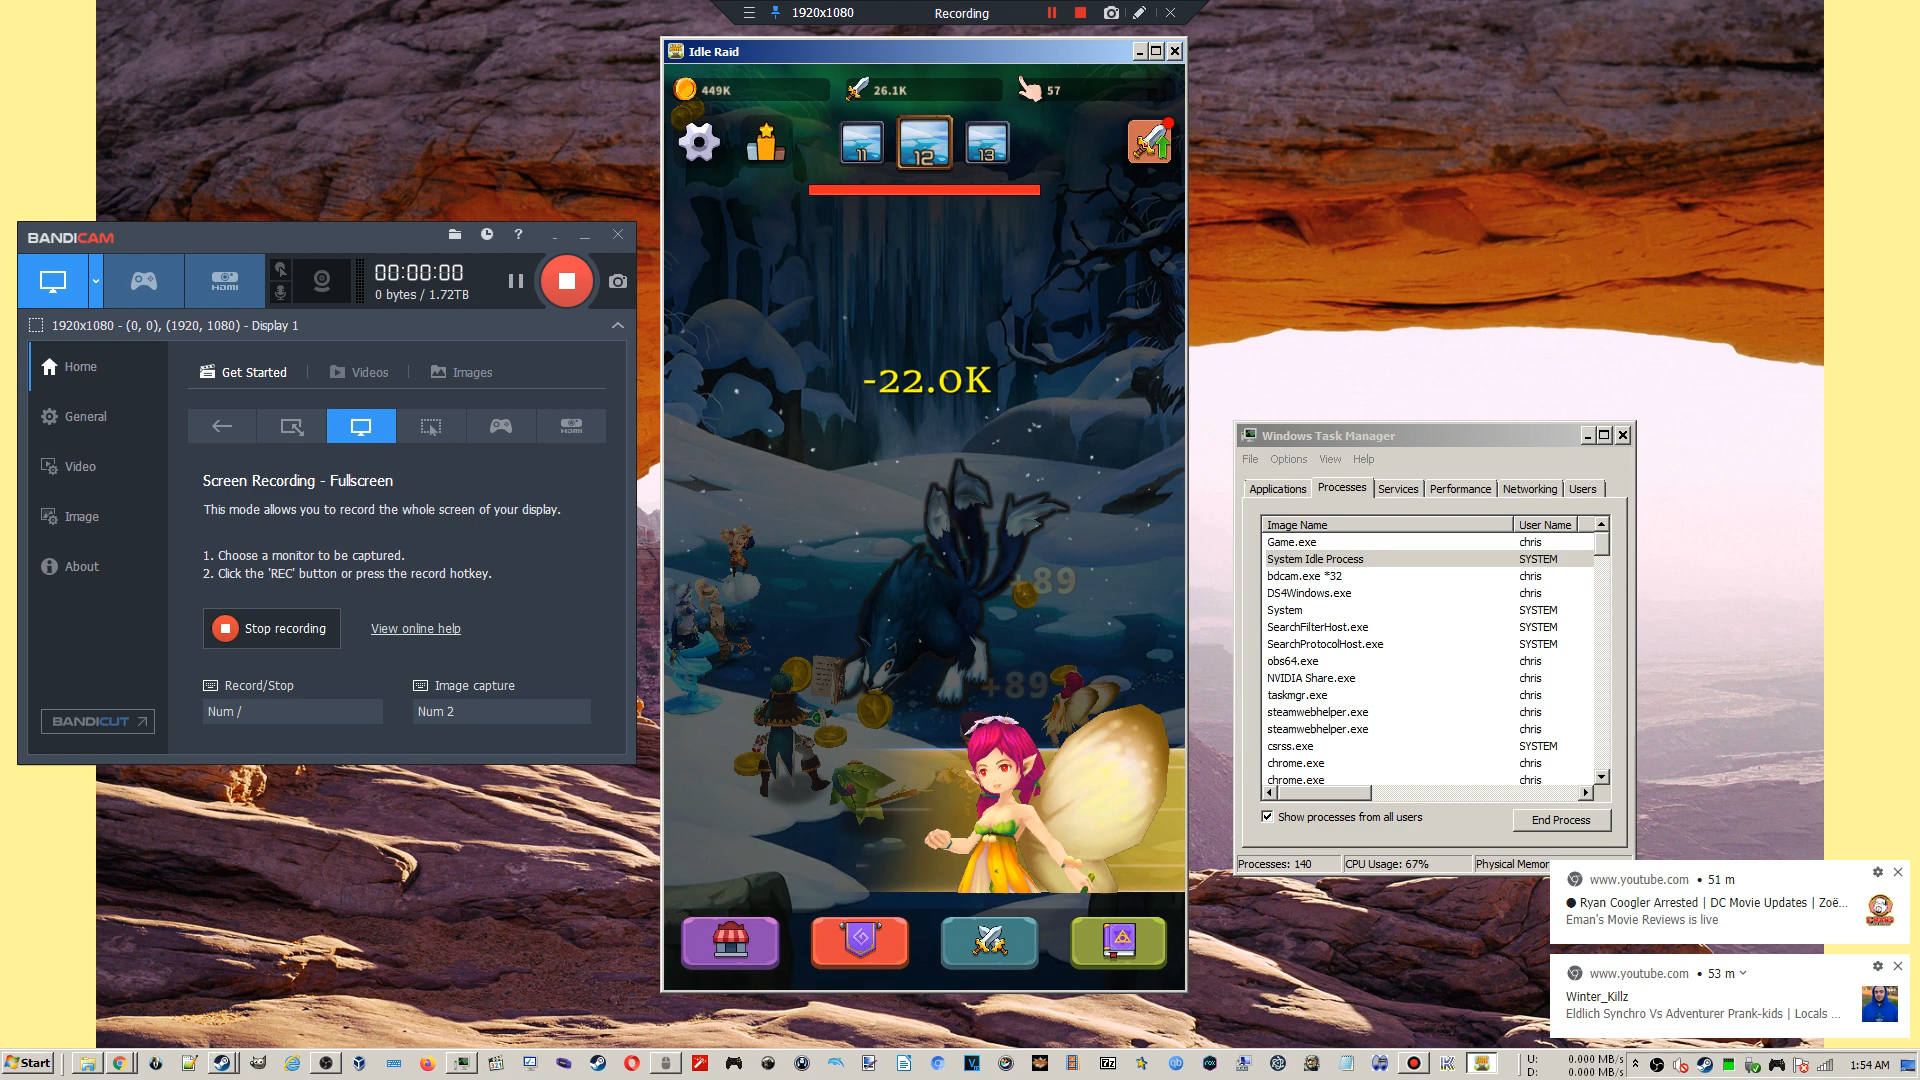 1920x1080
Recording
Idle Raid
449K
26.1K
57
11
12
13
-22.0K
+89
+89
BANDICAM
HDMI
00:00:00
0 bytes / 1.72TB
1920x1080 - (0, 0), (1920, 1080) - Display 1
Home
General
Video
Image
About
BANDICUT
Get Started
Videos
Images
HDMI
Screen Recording - Fullscreen
This mode allows you to record the whole screen of your display.
1. Choose a monitor to be captured.
2. Click the 'REC' button or press the record hotkey.
Stop recording
View online help
Record/Stop
Image capture
Num /
Num 2
Windows Task Manager
File Options View Help
Applications Processes Services Performance Networking Users
Image Name User Name
Game.exe chris
System Idle Process SYSTEM
bdcam.exe *32 chris
DS4Windows.exe chris
System SYSTEM
SearchFilterHost.exe SYSTEM
SearchProtocolHost.exe SYSTEM
obs64.exe chris
NVIDIA Share.exe chris
taskmgr.exe chris
steamwebhelper.exe chris
steamwebhelper.exe chris
csrss.exe SYSTEM
chrome.exe chris
chrome.exe chris
Show processes from all users
End Process
Processes: 140 CPU Usage: 67% Physical Memor
www.youtube.com • 51 m
Ryan Coogler Arrested | DC Movie Updates | Zoë...
Eman's Movie Reviews is live
www.youtube.com • 53 m
Winter_Killz
Eldlich Synchro Vs Adventurer Prank-kids | Locals ...
Start
U: 0.000 MB/s
D: 0.000 MB/s
1:54 AM